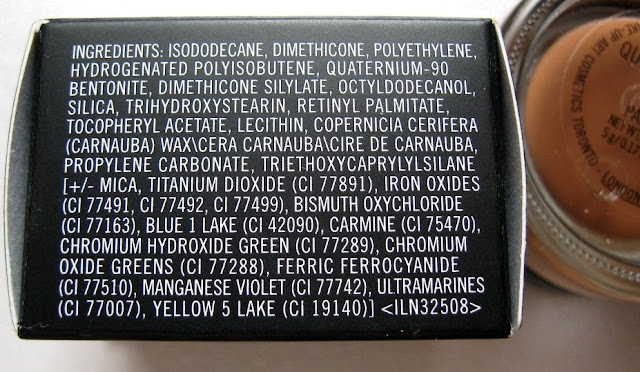 INGREDIENTS: ISODODECANE, DIMETHICONE, POLYETHYLENE,
HYDROGENATED POLYISOBUTENE, QUATERNIUM-90
BENTONITE, DIMETHICONE SILYLATE, OCTYLDODECANOL,
SILICA, TRIHYDROXYSTEARIN, RETINYL PALMITATE,
TOCOPHERYL ACETATE, LECITHIN, COPERNICIA CERIFERA
(CARNAUBA) WAX\CERA CARNAUBA\CIRE DE CARNAUBA,
PROPYLENE CARBONATE, TRIETHOXYCAPRYLYLSILANE
[+/- MICA, TITANIUM DIOXIDE (CI 77891), IRON OXIDES
(CI 77491, CI 77492, CI 77499), BISMUTH OXYCHLORIDE
(CI 77163), BLUE 1 LAKE (CI 42090), CARMINE (CI 75470),
CHROMIUM HYDROXIDE GREEN (CI 77289), CHROMIUM
OXIDE GREENS (CI 77288), FERRIC FERROCYANIDE
(CI 77510), MANGANESE VIOLET (CI 77742), ULTRAMARINES
(CI 77007), YELLOW 5 LAKE (CI 19140)] <ILN32508>
ART COSMETICS TORONTO - LONDON